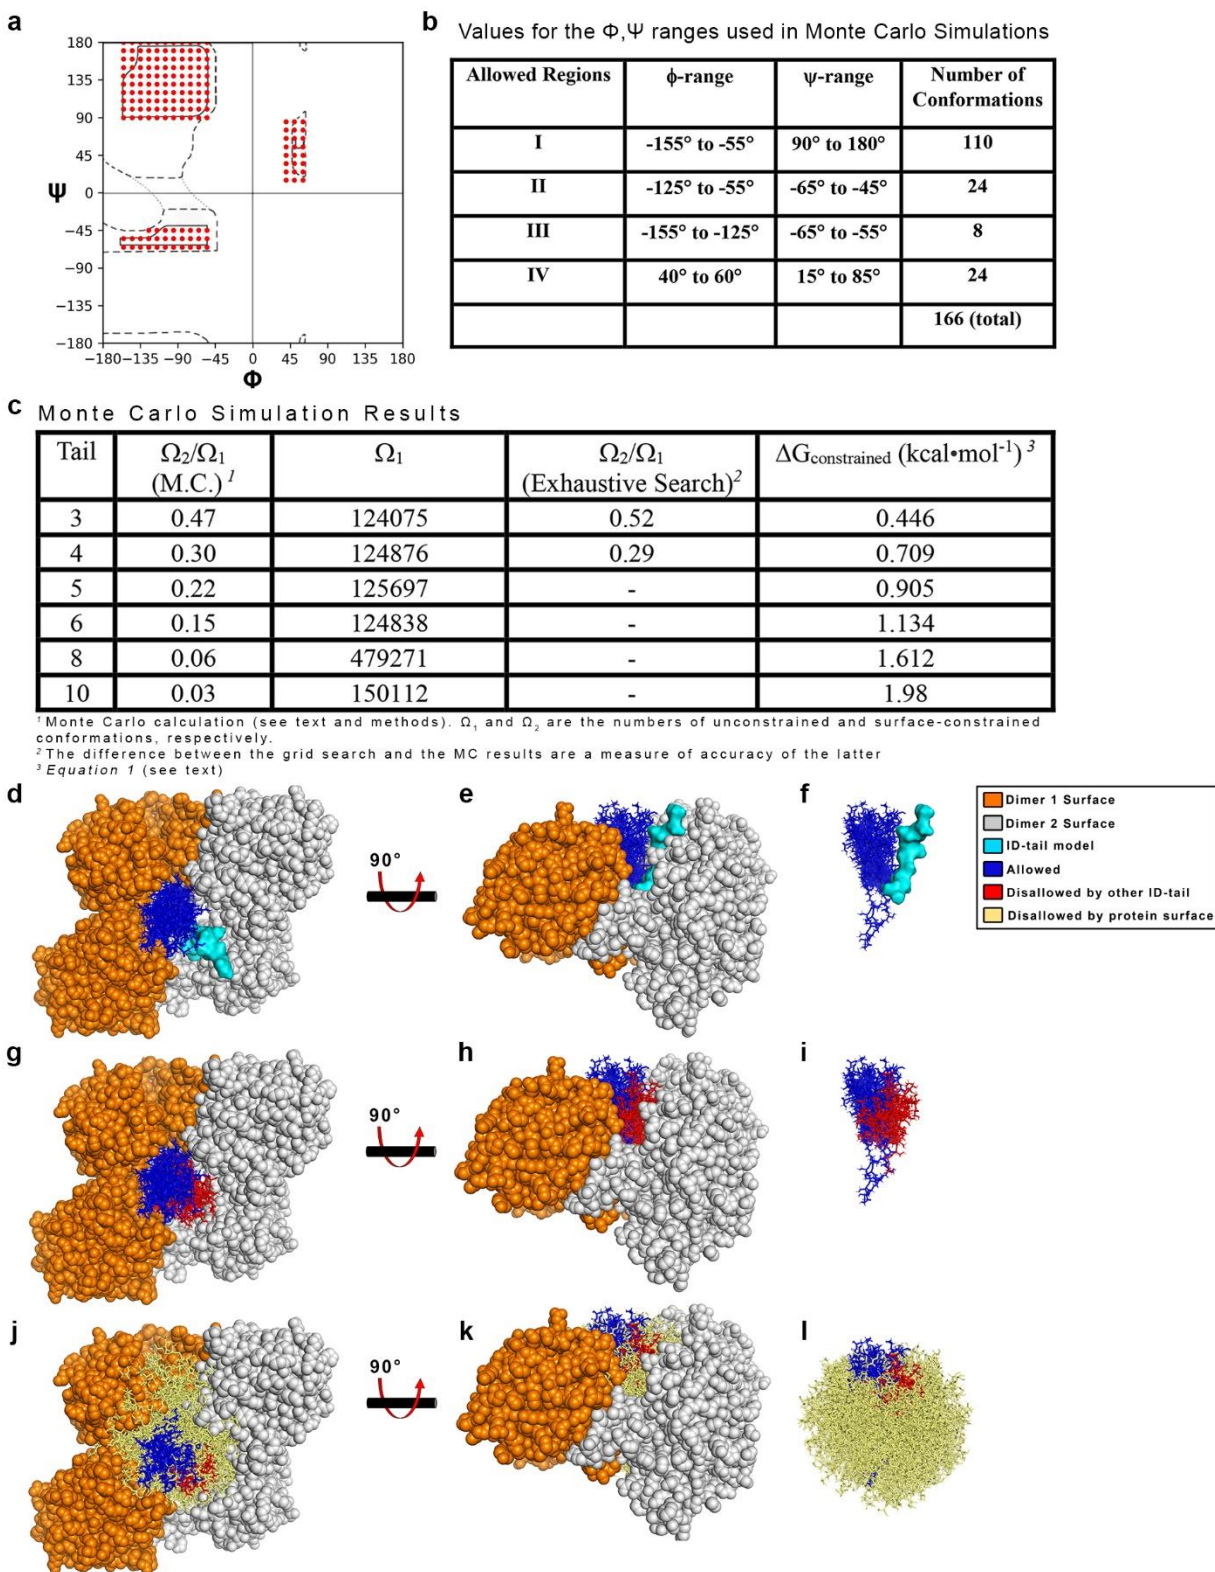 a
180
135
90
45
0
−45
−90
−135
−180
Ψ
−180 −135 −90 −45 0 45 90 135 180
Φ
b Values for the Φ,Ψ ranges used in Monte Carlo Simulations
Allowed Regions ϕ-range ψ-range Number of Conformations
I -155° to -55° 90° to 180° 110
II -125° to -55° -65° to -45° 24
III -155° to -125° -65° to -55° 8
IV 40° to 60° 15° to 85° 24
166 (total)
c Monte Carlo Simulation Results
Tail Ω₂/Ω₁ (M.C.) ¹ Ω₁ Ω₂/Ω₁ (Exhaustive Search)² ΔGconstrained (kcal•mol⁻¹) ³
3 0.47 124075 0.52 0.446
4 0.30 124876 0.29 0.709
5 0.22 125697 - 0.905
6 0.15 124838 - 1.134
8 0.06 479271 - 1.612
10 0.03 150112 - 1.98
¹ Monte Carlo calculation (see text and methods). Ω₁ and Ω₂ are the numbers of unconstrained and surface-constrained
conformations, respectively.
² The difference between the grid search and the MC results are a measure of accuracy of the latter
³ Equation 1 (see text)
d
90°
e
f
Dimer 1 Surface
Dimer 2 Surface
ID-tail model
Allowed
Disallowed by other ID-tail
Disallowed by protein surface
g
90°
h
i
j
90°
k
l